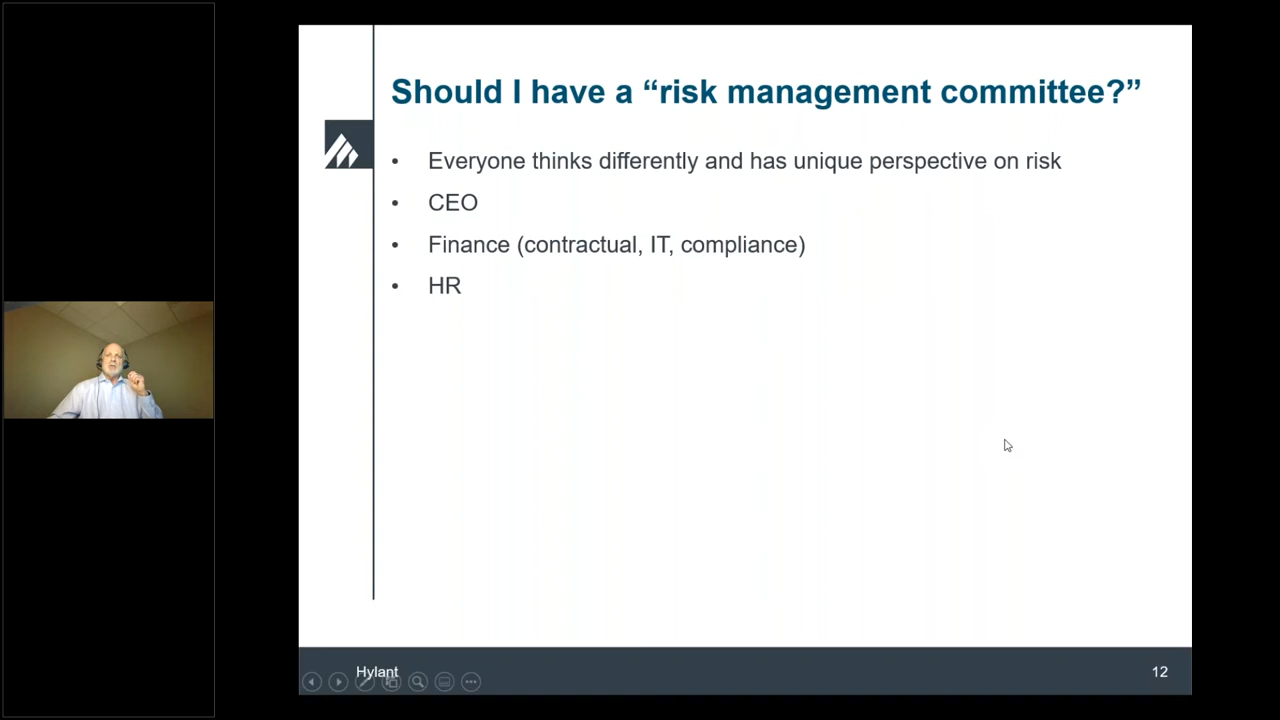 Should I have a “risk management committee?”
• Everyone thinks differently and has unique perspective on risk
• CEO
• Finance (contractual, IT, compliance)
• HR
Hylant
12